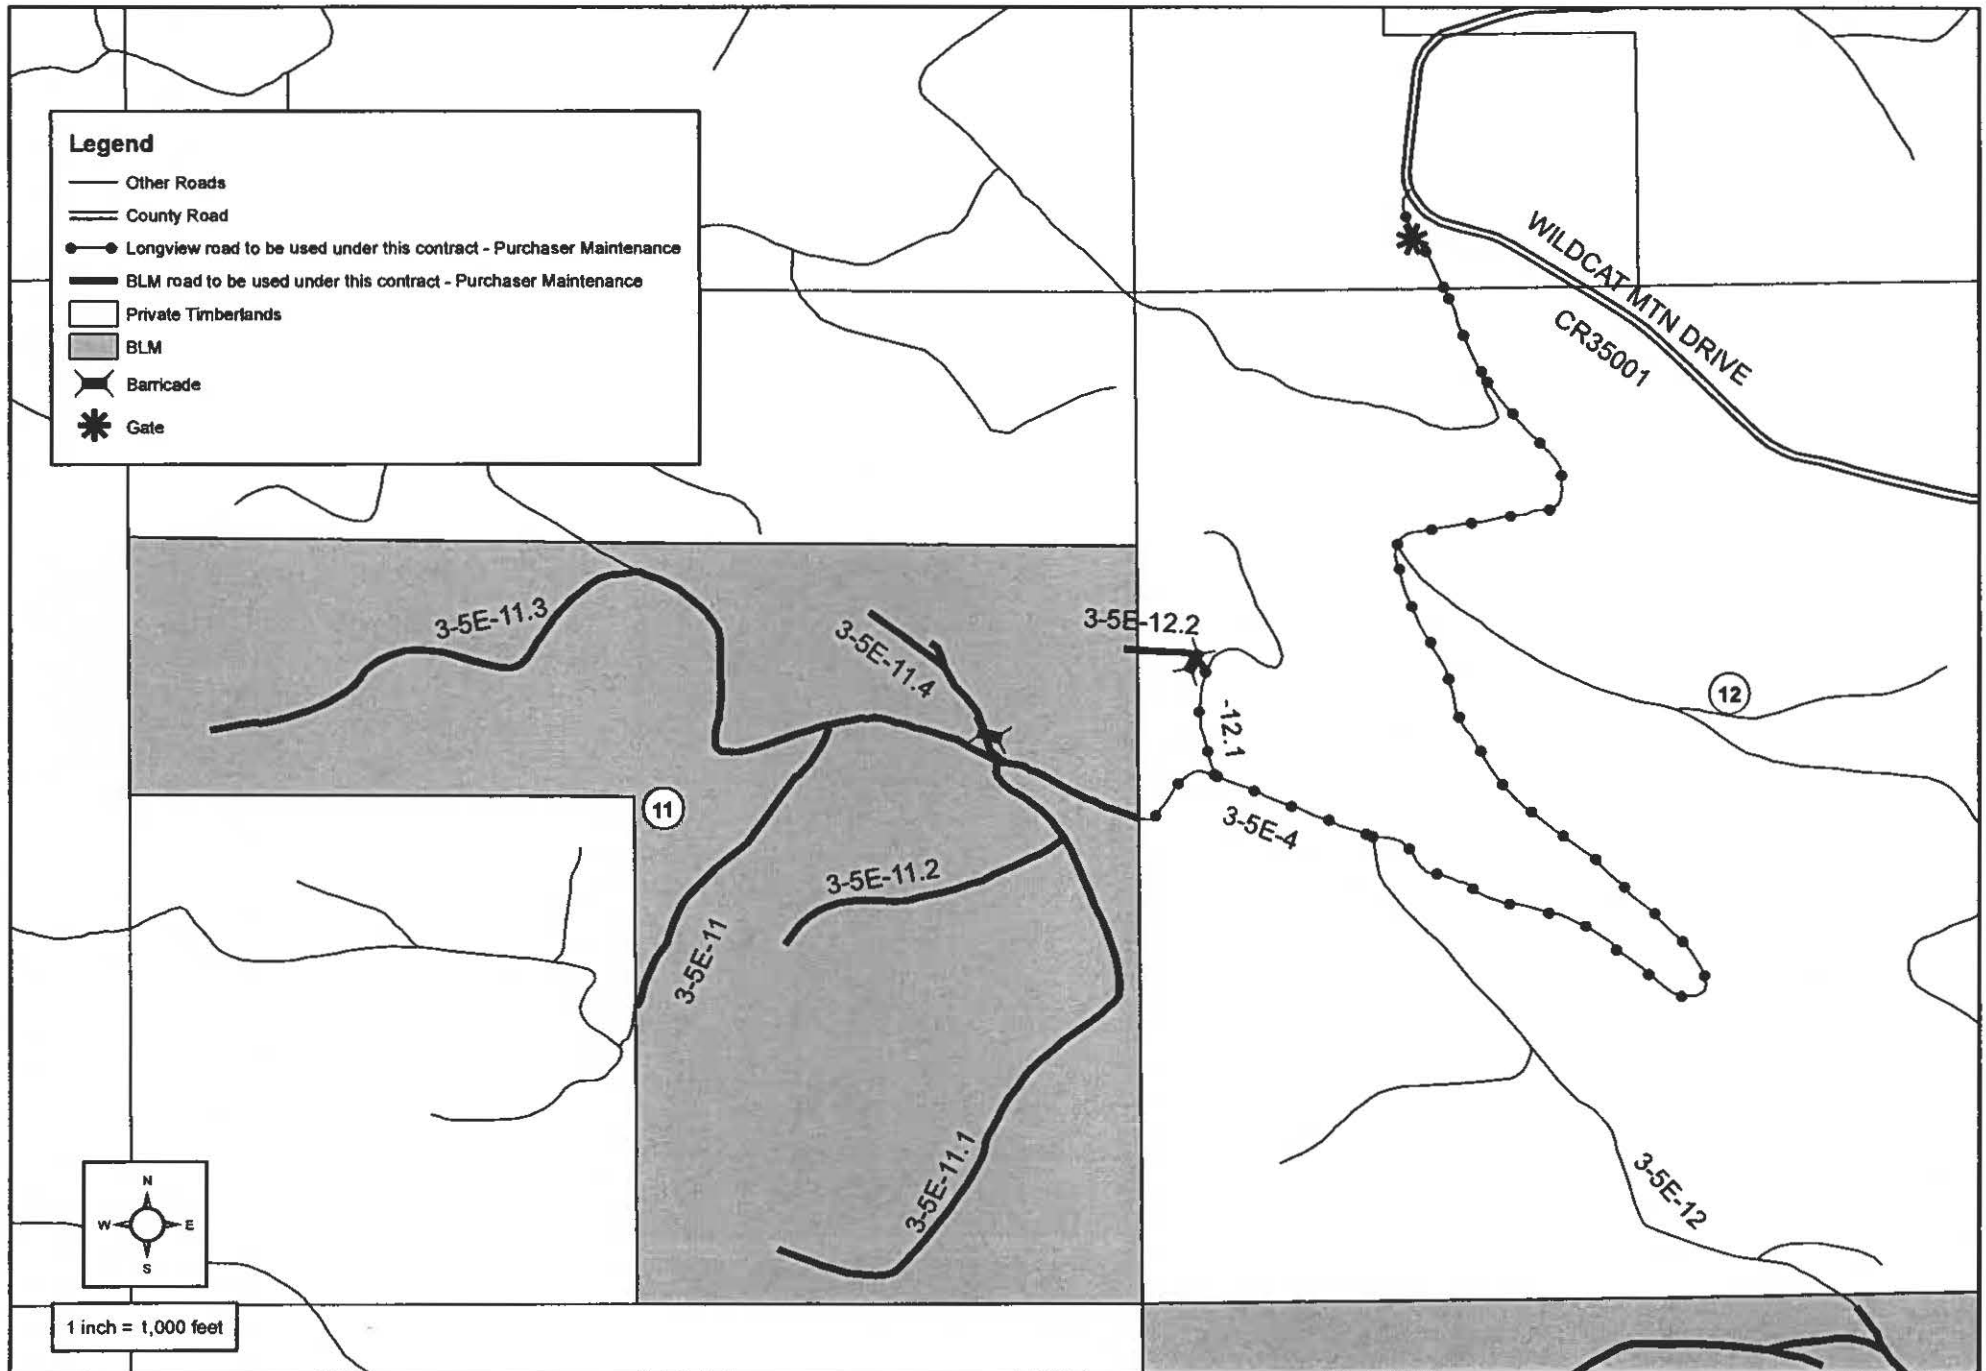 Legend
Other Roads
County Road
Longview road to be used under this contract - Purchaser Maintenance
BLM road to be used under this contract - Purchaser Maintenance
Private Timberlands
BLM
Barricade
Gate
WILDCAT MTN DRIVE
CR35001
3-5E-11.3
3-5E-11.4
3-5E-12.2
12
-12.1
11
3-5E-4
3-5E-11.2
3-5E-11
3-5E-11.1
3-5E-12
N
W
E
S
1 inch = 1,000 feet